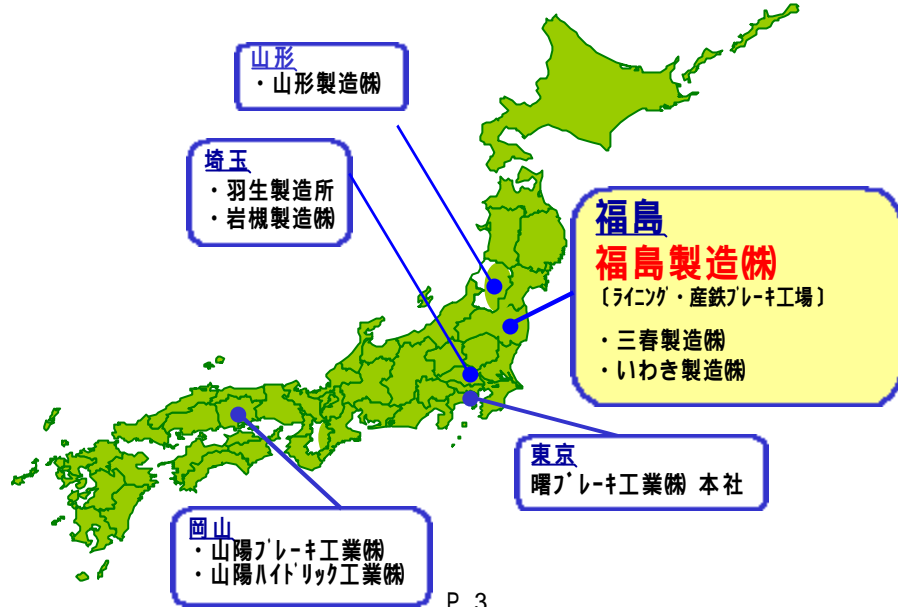 山形
・山形製造㈱
埼玉
・羽生製造所
・岩槻製造㈱
福島
福島製造㈱
〔ﾗｲﾆﾝｸﾞ・産鉄ﾌﾞﾚｰｷ工場〕
・三春製造㈱
・いわき製造㈱
東京
曙ﾌﾞﾚｰｷ工業㈱ 本社
岡山
・山陽ﾌﾞﾚｰｷ工業㈱
・山陽ﾊｲﾄﾞﾘｯｸ工業㈱
P 3